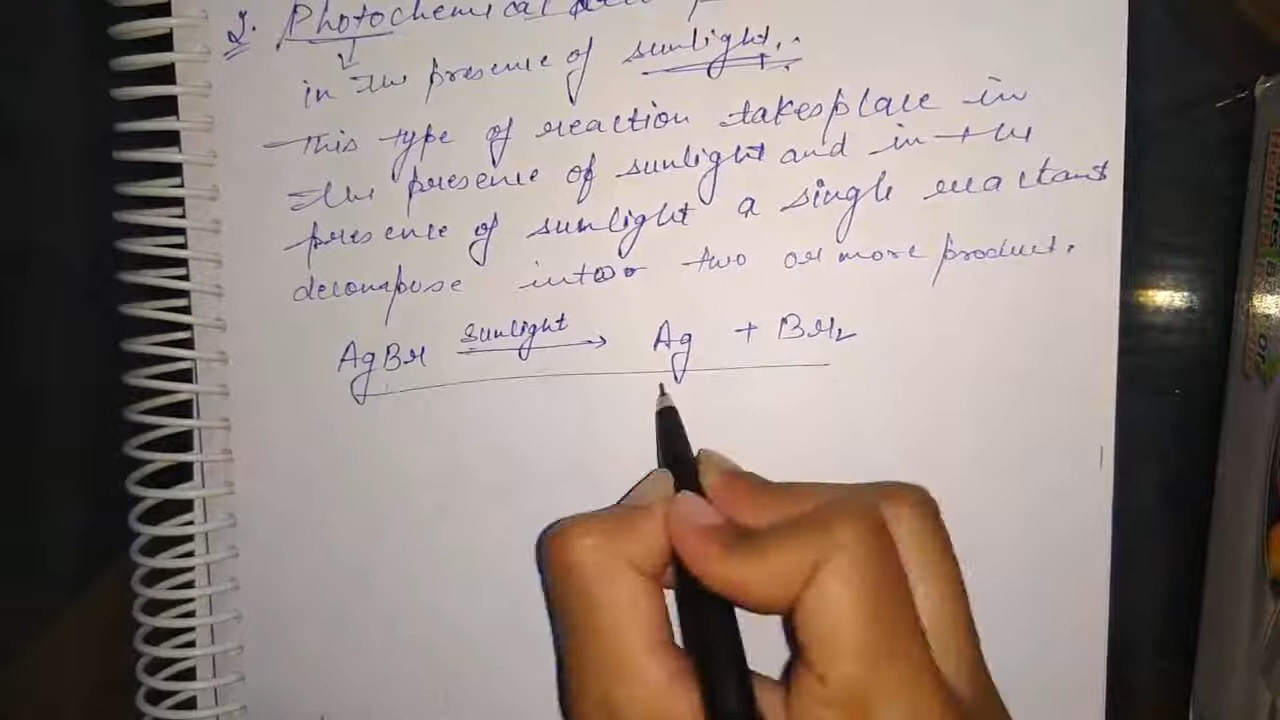 2. Photochemical
in the presence of sunlight..
This type of reaction takesplace in
the presence of sunlight and in the
presence of sunlight a single reactant
decompose into two or more product.
AgBr sunlight → Ag + Br2